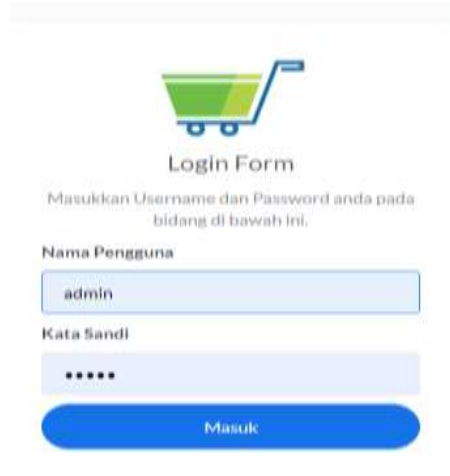 Login Form
Masukkan Username dan Password anda pada
bidang di bawah ini.
Nama Pengguna
admin
Kata Sandi
•••••
Masuk